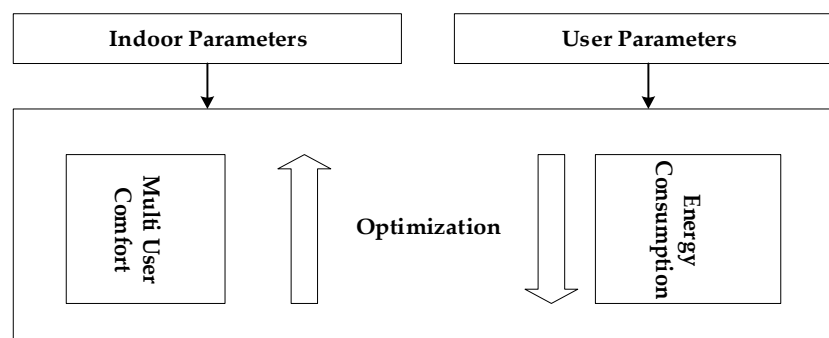 Indoor Parameters
User Parameters
Multi User
Comfort
Optimization
Energy
Consumption